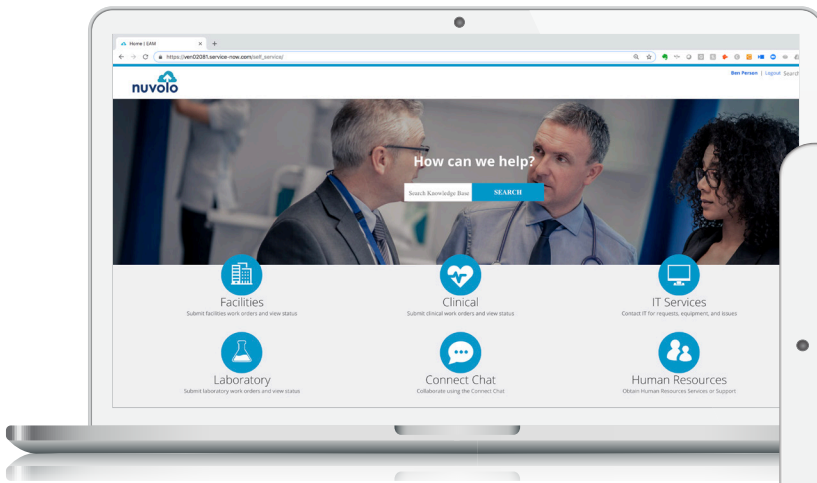 Home | EAM
https://ven02081.service-now.com/self_service/
Ben Person | Logout Search
nuvolo
How can we help?
Search Knowledge Base SEARCH
Facilities Clinical IT Services
Submit facilities work orders and view status Submit clinical work orders and view status Contact IT for requests, equipment, and issues
Laboratory Connect Chat Human Resources
Submit laboratory work orders and view status Collaborate using the Connect Chat Obtain Human Resources Services or Support